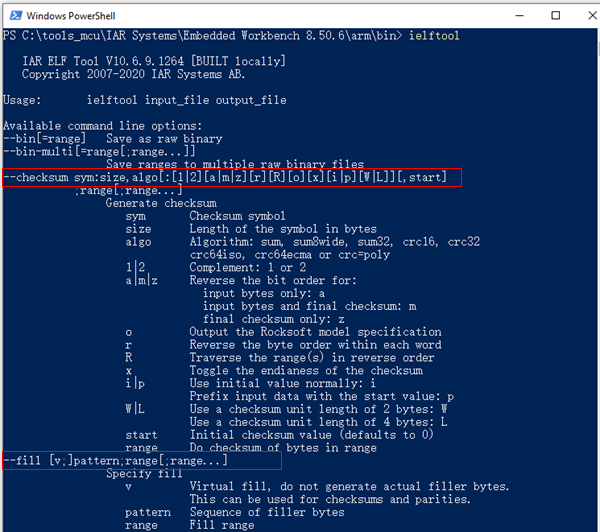 Windows PowerShell
PS C:\tools_mcu\IAR Systems\Embedded Workbench 8.50.6\arm\bin> ielftool
IAR ELF Tool V10.6.9.1264 [BUILT locally]
Copyright 2007-2020 IAR Systems AB.
Usage: ielftool input_file output_file
Available command line options:
--bin[=range] Save as raw binary
--bin-multi[=range[;range...]]
Save ranges to multiple raw binary files
--checksum sym:size,algo[:[1|2][a|m|z][r][R][o][x][i|p][W|L]][,start]
;range[;range...]
Generate checksum
sym Checksum symbol
size Length of the symbol in bytes
algo Algorithm: sum, sum8wide, sum32, crc16, crc32
crc64iso, crc64ecma or crc=poly
1|2 Complement: 1 or 2
a|m|z Reverse the bit order for:
input bytes only: a
input bytes and final checksum: m
final checksum only: z
o Output the Rocksoft model specification
r Reverse the byte order within each word
R Traverse the range(s) in reverse order
x Toggle the endianess of the checksum
i|p Use initial value normally: i
Prefix input data with the start value: p
W|L Use a checksum unit length of 2 bytes: W
Use a checksum unit length of 4 bytes: L
start Initial checksum value (defaults to 0)
range Do checksum of bytes in range
--fill [v;]pattern;range[;range...]
Specify fill
v Virtual fill, do not generate actual filler bytes.
This can be used for checksums and parities.
pattern Sequence of filler bytes
range Fill range